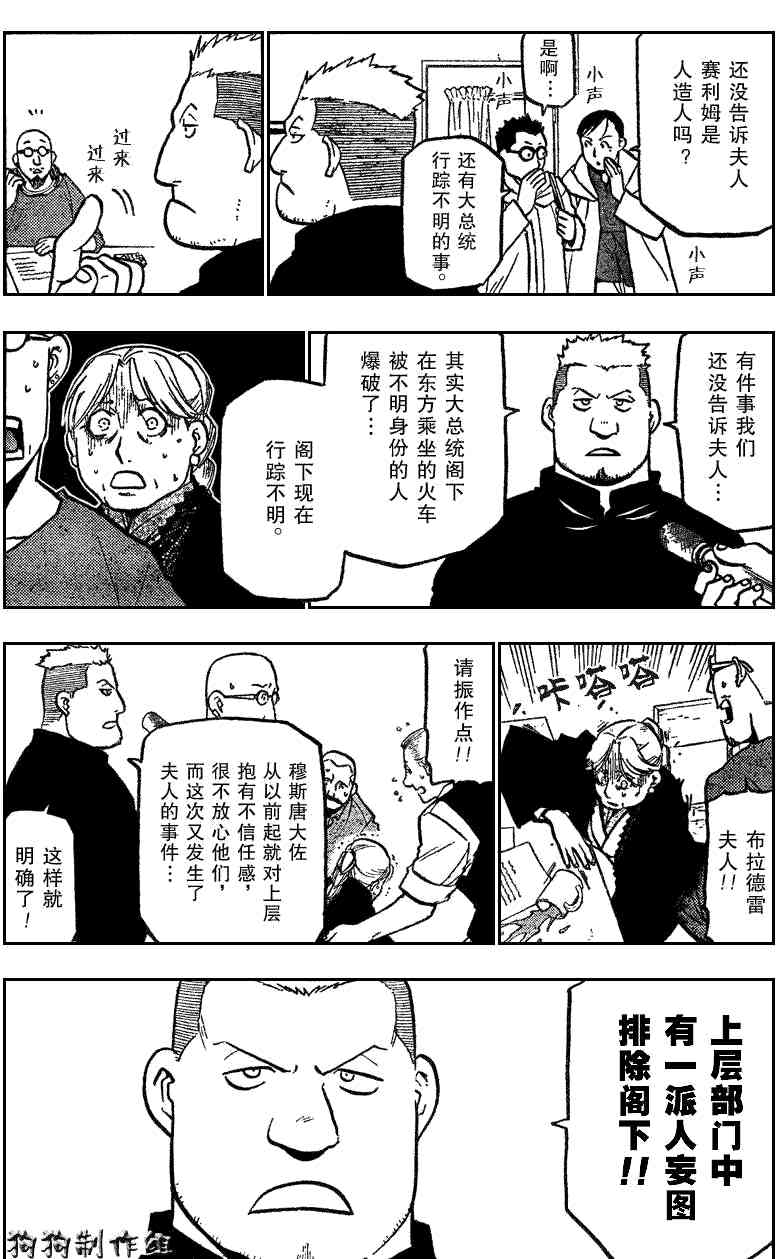 还没告诉夫人
赛利姆是
人造人吗？
小声
是啊…
小声
小声
还有大总统
行踪不明的事。
过来
过来
有件事我们
还没告诉夫人…
其实大总统阁下
在东方乘坐的火车
被不明身份的人
爆破了…
阁下现在
行踪不明。
咔嗒嗒
布拉德雷
夫人!!
请振作点!!
穆斯唐大佐
从以前起就对上层
抱有不信任感，
很不放心他们，
而这次又发生了
夫人的事件…
这样就
明确了!
上层部门中
有一派人妄图
排除阁下!!
狗狗制作组